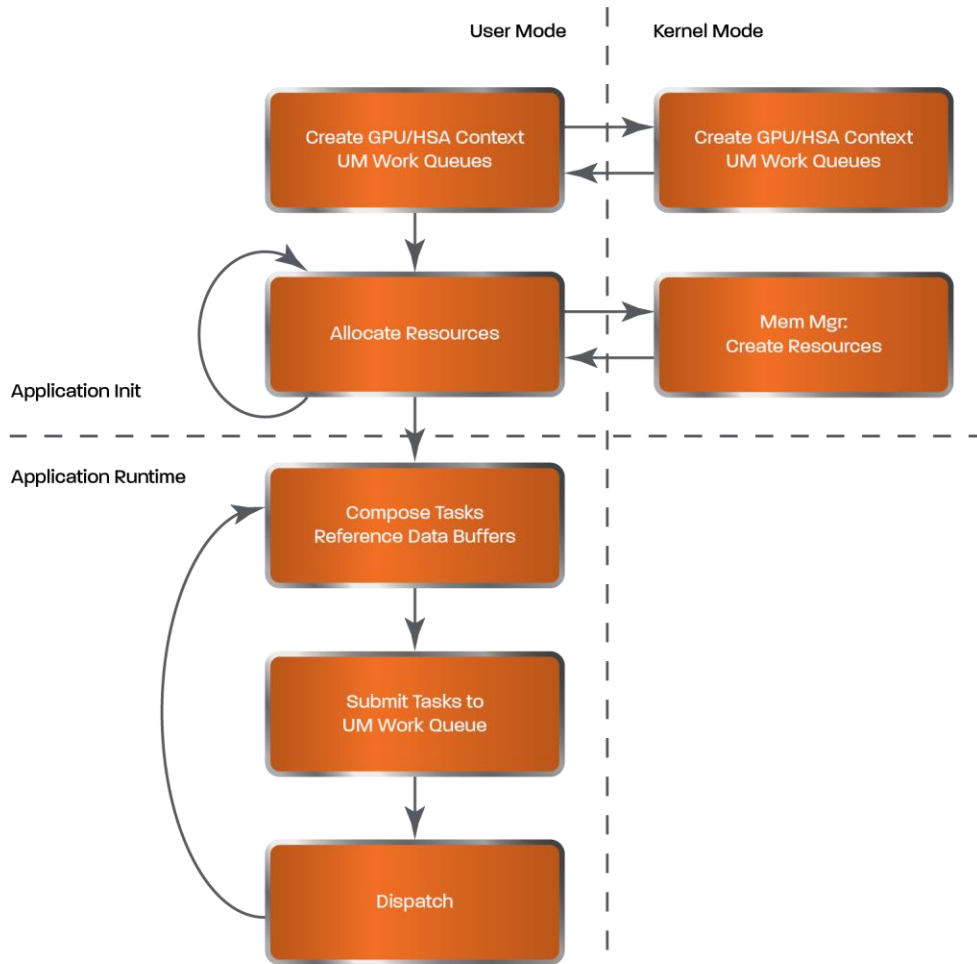 User Mode
Kernel Mode
Create GPU/HSA Context
UM Work Queues
Create GPU/HSA Context
UM Work Queues
Allocate Resources
Mem Mgr:
Create Resources
Application Init
Application Runtime
Compose Tasks
Reference Data Buffers
Submit Tasks to
UM Work Queue
Dispatch